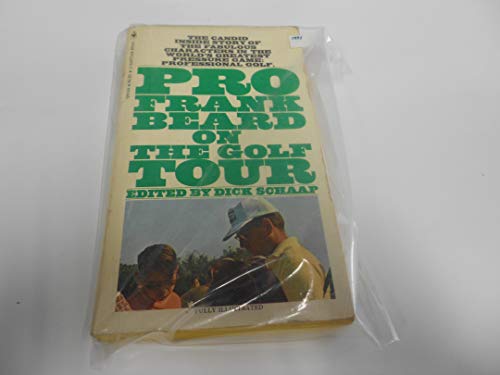 THE CANDID
INSIDE STORY OF
THE FABULOUS
CHARACTERS IN THE
WORLD'S GREATEST
PRESSURE GAME:
PROFESSIONAL GOLF.
PRO
FRANK
BEARD
ON
THE GOLF
TOUR
EDITED BY DICK SCHAAP
FULLY ILLUSTRATED